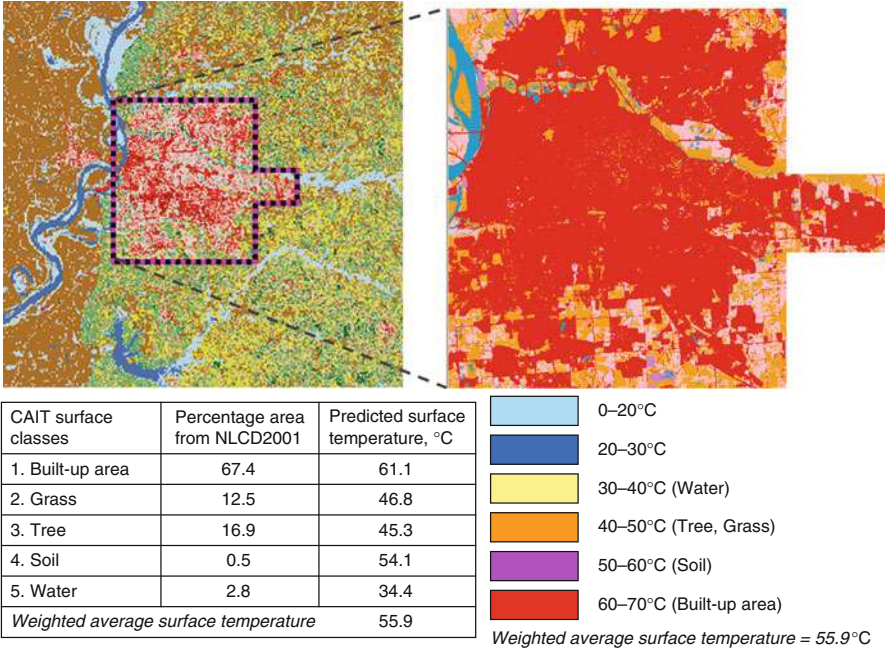 CAIT surface classes Percentage area from NLCD2001 Predicted surface temperature, °C
1. Built-up area 67.4 61.1
2. Grass 12.5 46.8
3. Tree 16.9 45.3
4. Soil 0.5 54.1
5. Water 2.8 34.4
Weighted average surface temperature 55.9
0–20°C
20–30°C
30–40°C (Water)
40–50°C (Tree, Grass)
50–60°C (Soil)
60–70°C (Built-up area)
Weighted average surface temperature = 55.9°C